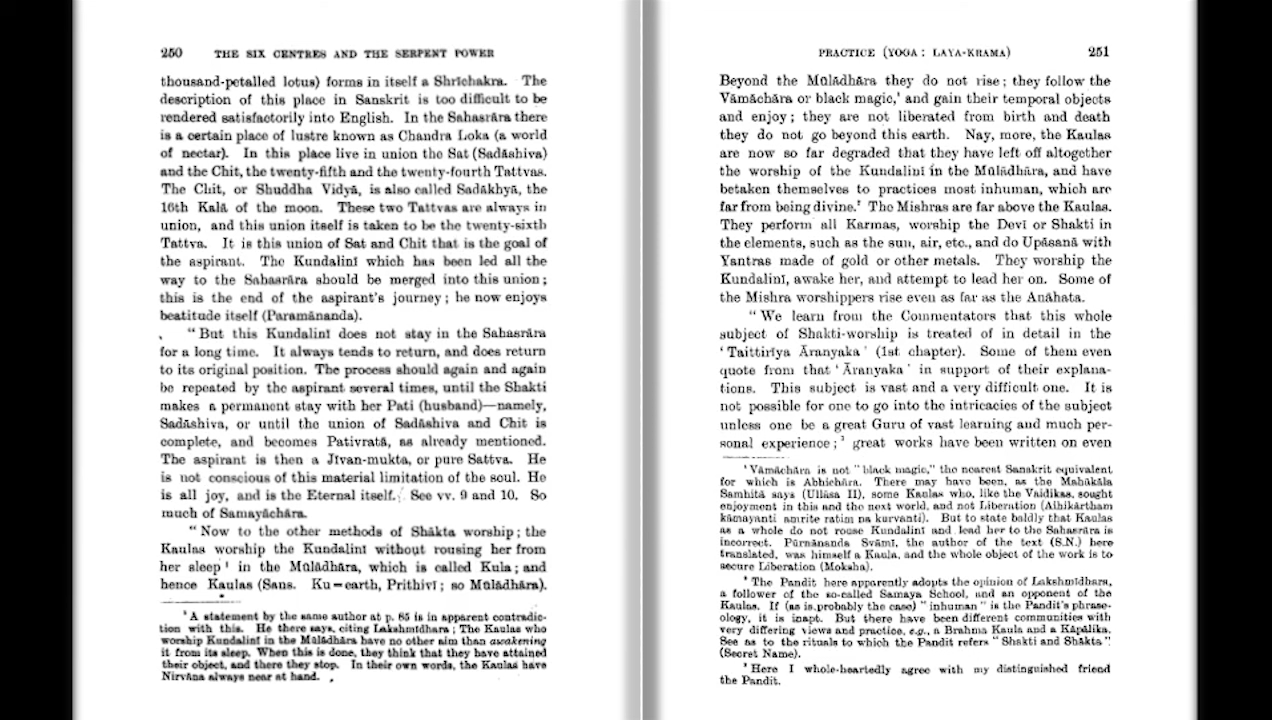 250 THE SIX CENTRES AND THE SERPENT POWER
thousand-petalled lotus) forms in itself a Shrîchakra. The
description of this place in Sanskrit is too difficult to be
rendered satisfactorily into English. In the Sahasrāra there
is a certain place of lustre known as Chandra Loka (a world
of nectar). In this place live in union the Sat (Sadāshiva)
and the Chit, the twenty-fifth and the twenty-fourth Tattvas.
The Chit, or Shuddha Vidyā, is also called Sadākhyā, the
16th Kalā of the moon. These two Tattvas are always in
union, and this union itself is taken to be the twenty-sixth
Tattva. It is this union of Sat and Chit that is the goal of
the aspirant. The Kundalinī which has been led all the
way to the Sahasrāra should be merged into this union;
this is the end of the aspirant's journey; he now enjoys
beatitude itself (Paramānanda).
"But this Kundalinī does not stay in the Sahasrāra
for a long time. It always tends to return, and does return
to its original position. The process should again and again
be repeated by the aspirant several times, until the Shakti
makes a permanent stay with her Pati (husband)—namely,
Sadāshiva, or until the union of Sadāshiva and Chit is
complete, and becomes Pativratā, as already mentioned.
The aspirant is then a Jīvan-mukta, or pure Sattva. He
is not conscious of this material limitation of the soul. He
is all joy, and is the Eternal itself. See vv. 9 and 10. So
much of Samayāchāra.
"Now to the other methods of Shākta worship; the
Kaulas worship the Kundalinī without rousing her from
her sleep¹ in the Mūlādhāra, which is called Kula; and
hence Kaulas (Sans. Ku=earth, Prithivī; so Mūlādhāra).
¹A statement by the same author at p. 65 is in apparent contradic-
tion with this. He there says, citing Lakshmīdhara; The Kaulas who
worship Kundalinī in the Mūlādhāra have no other aim than awakening
it from its sleep. When this is done, they think that they have attained
their object, and there they stop. In their own words, the Kaulas have
Nirvāna always near at hand.
PRACTICE (YOGA: LAYA-KRAMA) 251
Beyond the Mūlādhāra they do not rise; they follow the
Vāmāchāra or black magic,¹ and gain their temporal objects
and enjoy; they are not liberated from birth and death
they do not go beyond this earth. Nay, more, the Kaulas
are now so far degraded that they have left off altogether
the worship of the Kundalinī in the Mūlādhāra, and have
betaken themselves to practices most inhuman, which are
far from being divine.² The Mishras are far above the Kaulas.
They perform all Karmas, worship the Devī or Shakti in
the elements, such as the sun, air, etc., and do Upāsanā with
Yantras made of gold or other metals. They worship the
Kundalinī, awake her, and attempt to lead her on. Some of
the Mishra worshippers rise even as far as the Anāhata.
"We learn from the Commentators that this whole
subject of Shakti-worship is treated of in detail in the
'Taittirīya Āranyaka' (1st chapter). Some of them even
quote from that 'Āranyaka' in support of their explana-
tions. This subject is vast and a very difficult one. It is
not possible for one to go into the intricacies of the subject
unless one be a great Guru of vast learning and much per-
sonal experience;³ great works have been written on even
¹Vāmāchāra is not "black magic," the nearest Sanskrit equivalent
for which is Abhichāra. There may have been, as the Mahākāla
Samhitā says (Ullāsa II), some Kaulas who, like the Vaidikas, sought
enjoyment in this and the next world, and not Liberation (Aihikārtham
kāmayanti amrite ratim na kurvanti). But to state baldly that Kaulas
as a whole do not rouse Kundalinī and lead her to the Sahasrāra is
incorrect. Pūrnānanda Svāmī, the author of the text (S.N.) here
translated, was himself a Kaula, and the whole object of the work is to
secure Liberation (Moksha).
²The Pandit here apparently adopts the opinion of Lakshmīdhara,
a follower of the so-called Samaya School, and an opponent of the
Kaulas. If (as is probably the case) "inhuman" is the Pandit's phrase-
ology, it is inapt. But there have been different communities with
very differing views and practice, e.g., a Brahma Kaula and a Kāpālika.
See as to the rituals to which the Pandit refers "Shakti and Shākta"
(Secret Name).
³Here I whole-heartedly agree with my distinguished friend
the Pandit.